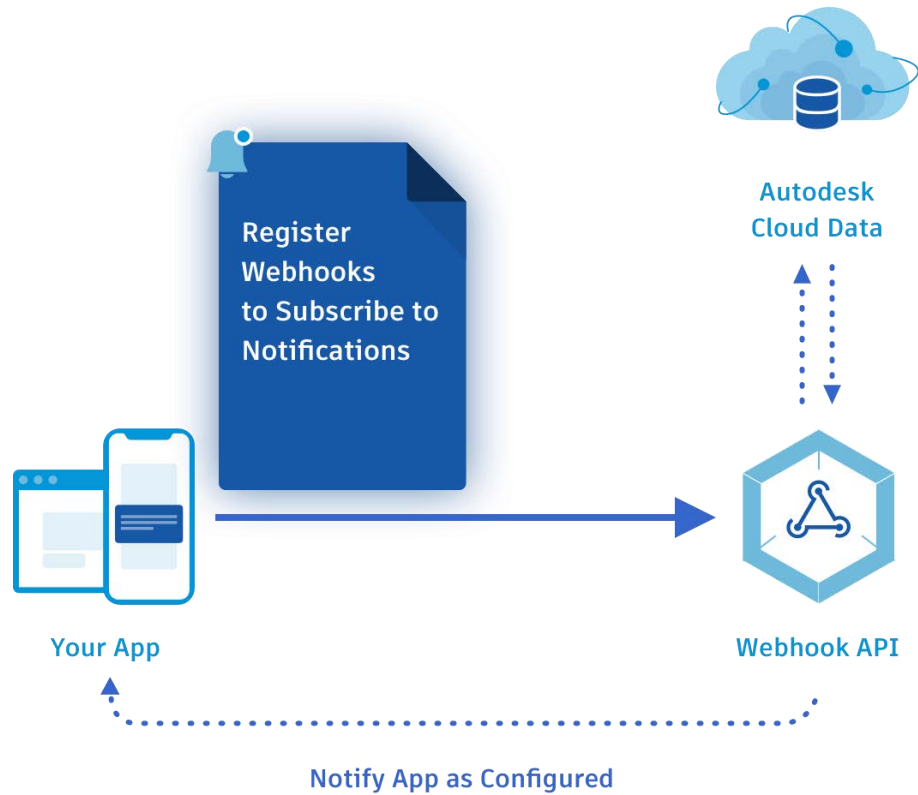 Autodesk
Cloud Data
Register
Webhooks
to Subscribe to
Notifications
Your App
Webhook API
Notify App as Configured